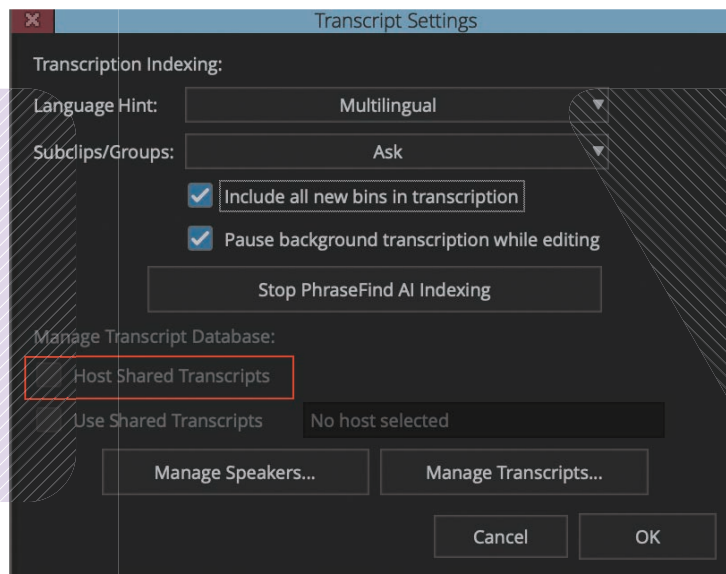 Transcript Settings
Transcription Indexing:
Language Hint: Multilingual
Subclips/Groups: Ask
Include all new bins in transcription
Pause background transcription while editing
Stop PhraseFind AI Indexing
Manage Transcript Database:
Host Shared Transcripts
Use Shared Transcripts No host selected
Manage Speakers... Manage Transcripts...
Cancel OK